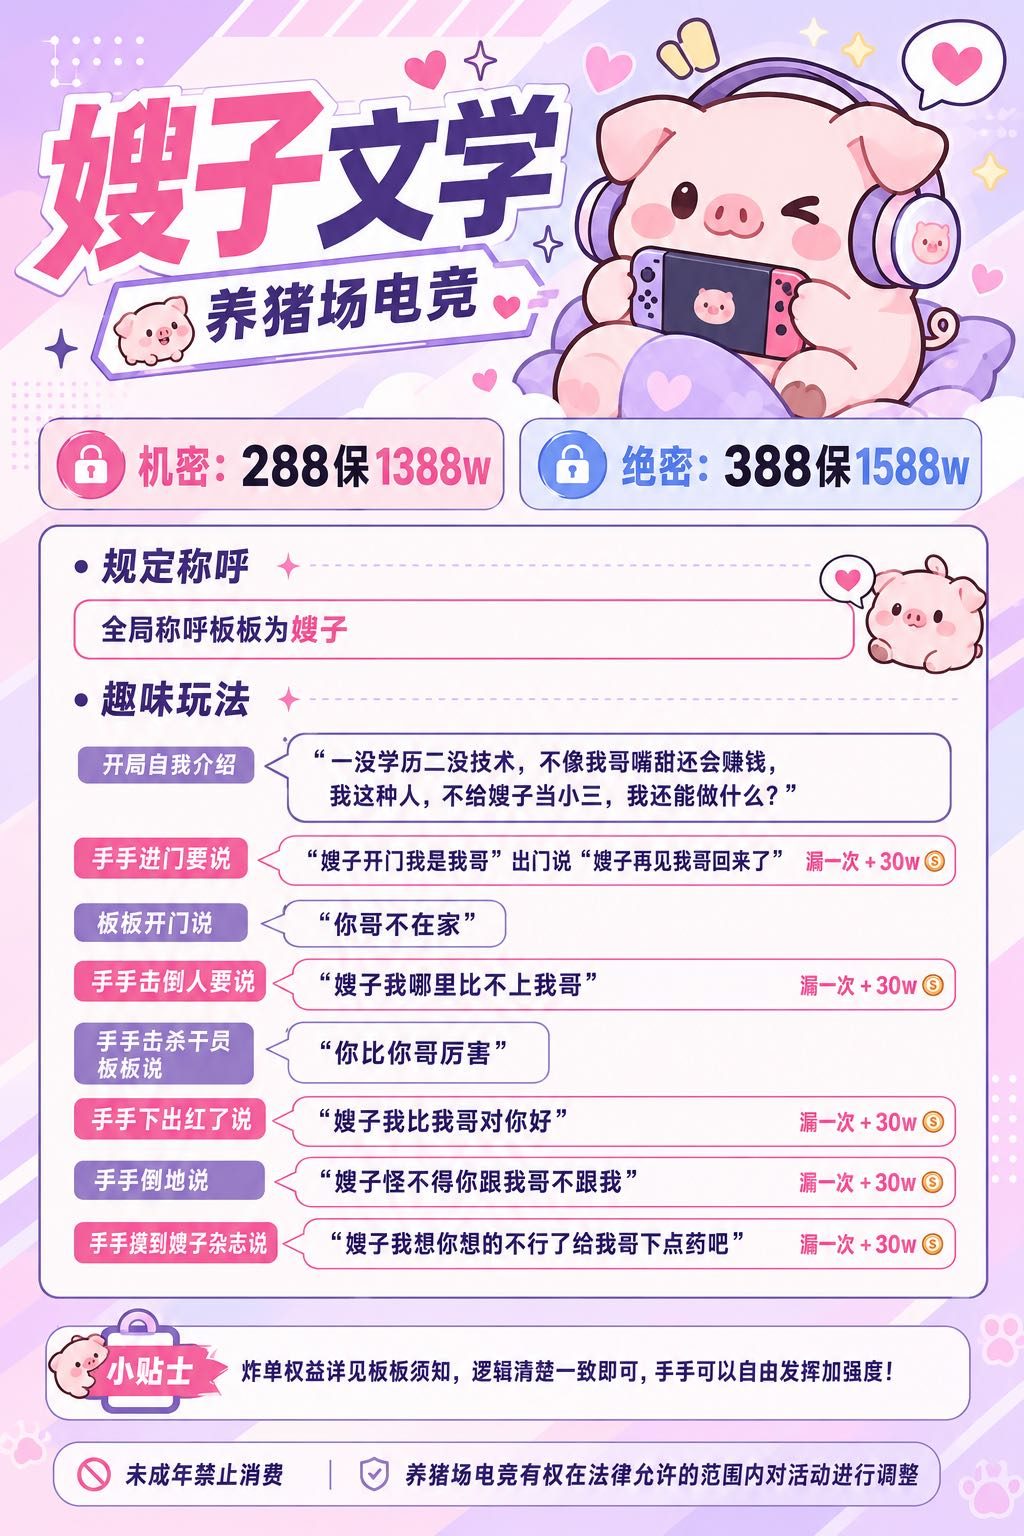 嫂子文学
养猪场电竞
机密：288保1388w
绝密：388保1588w
• 规定称呼
全局称呼板板为嫂子
• 趣味玩法
开局自我介绍
“一没学历二没技术，不像我哥嘴甜还会赚钱，
我这种人，不给嫂子当小三，我还能做什么？”
手手进门要说
“嫂子开门我是我哥”出门说“嫂子再见我哥回来了” 漏一次+30w
板板开门说
“你哥不在家”
手手击倒人要说
“嫂子我哪里比不上我哥” 漏一次+30w
手手击杀干员
板板说
“你比你哥厉害”
手手下出红了说
“嫂子我比我哥对你好” 漏一次+30w
手手倒地说
“嫂子怪不得你跟我哥不跟我” 漏一次+30w
手手摸到嫂子杂志说
“嫂子我想你想的不行了给我哥下点药吧” 漏一次+30w
小贴士
炸单权益详见板板须知，逻辑清楚一致即可，手手可以自由发挥加强度！
未成年禁止消费
养猪场电竞有权在法律允许的范围内对活动进行调整